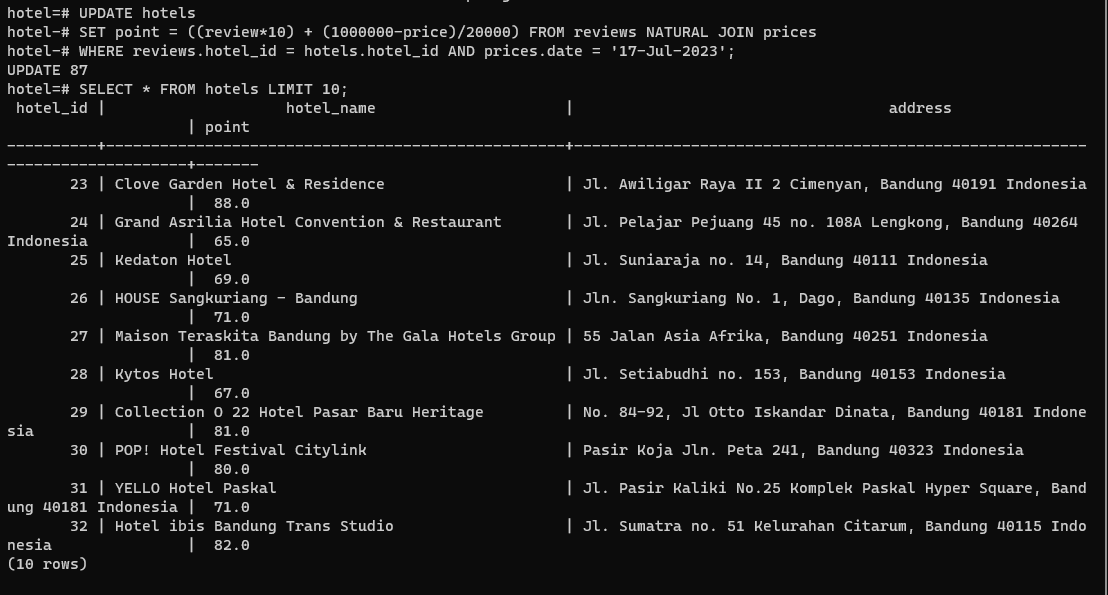 hotel=# UPDATE hotels
hotel-# SET point = ((review*10) + (1000000-price)/20000) FROM reviews NATURAL JOIN prices
hotel-# WHERE reviews.hotel_id = hotels.hotel_id AND prices.date = '17-Jul-2023';
UPDATE 87
hotel=# SELECT * FROM hotels LIMIT 10;
 hotel_id |                    hotel_name                    |                                   address
                    | point
----------+---------------------------------------------------+---------------------------------------------------------
--------------------+-------
       23 | Clove Garden Hotel & Residence                    | Jl. Awiligar Raya II 2 Cimenyan, Bandung 40191 Indonesia
                    |  88.0
       24 | Grand Asrilia Hotel Convention & Restaurant       | Jl. Pelajar Pejuang 45 no. 108A Lengkong, Bandung 40264
Indonesia           |  65.0
       25 | Kedaton Hotel                                     | Jl. Suniaraja no. 14, Bandung 40111 Indonesia
                    |  69.0
       26 | HOUSE Sangkuriang - Bandung                       | Jln. Sangkuriang No. 1, Dago, Bandung 40135 Indonesia
                    |  71.0
       27 | Maison Teraskita Bandung by The Gala Hotels Group | 55 Jalan Asia Afrika, Bandung 40251 Indonesia
                    |  81.0
       28 | Kytos Hotel                                       | Jl. Setiabudhi no. 153, Bandung 40153 Indonesia
                    |  67.0
       29 | Collection O 22 Hotel Pasar Baru Heritage         | No. 84-92, Jl Otto Iskandar Dinata, Bandung 40181 Indone
sia                 |  81.0
       30 | POP! Hotel Festival Citylink                      | Pasir Koja Jln. Peta 241, Bandung 40323 Indonesia
                    |  80.0
       31 | YELLO Hotel Paskal                                | Jl. Pasir Kaliki No.25 Komplek Paskal Hyper Square, Band
ung 40181 Indonesia |  71.0
       32 | Hotel ibis Bandung Trans Studio                   | Jl. Sumatra no. 51 Kelurahan Citarum, Bandung 40115 Indo
nesia               |  82.0
(10 rows)